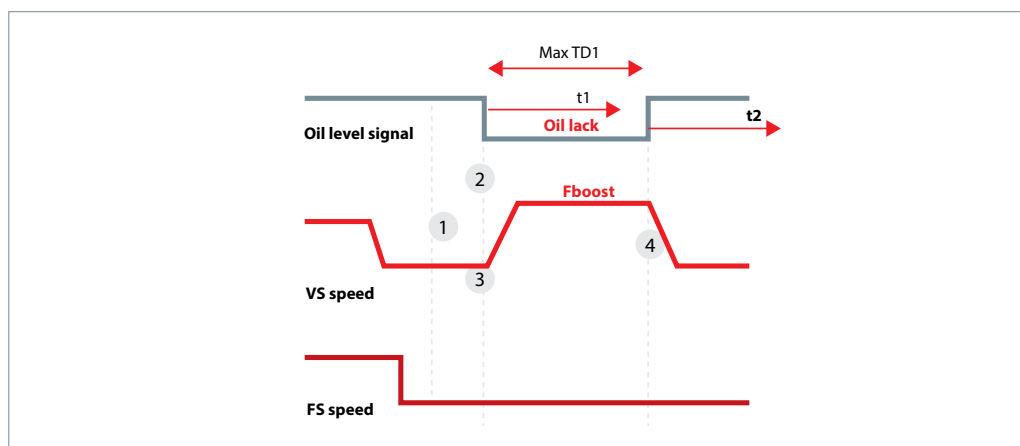 Max TD1
t1
Oil level signal
Oil lack
t2
2
Fboost
1
4
3
VS speed
FS speed